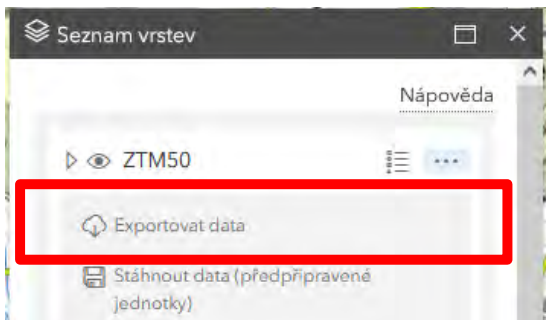 Seznam vrstev
Nápověda
ZTM50
Exportovat data
Stáhnout data (předpřipravené
jednotky)